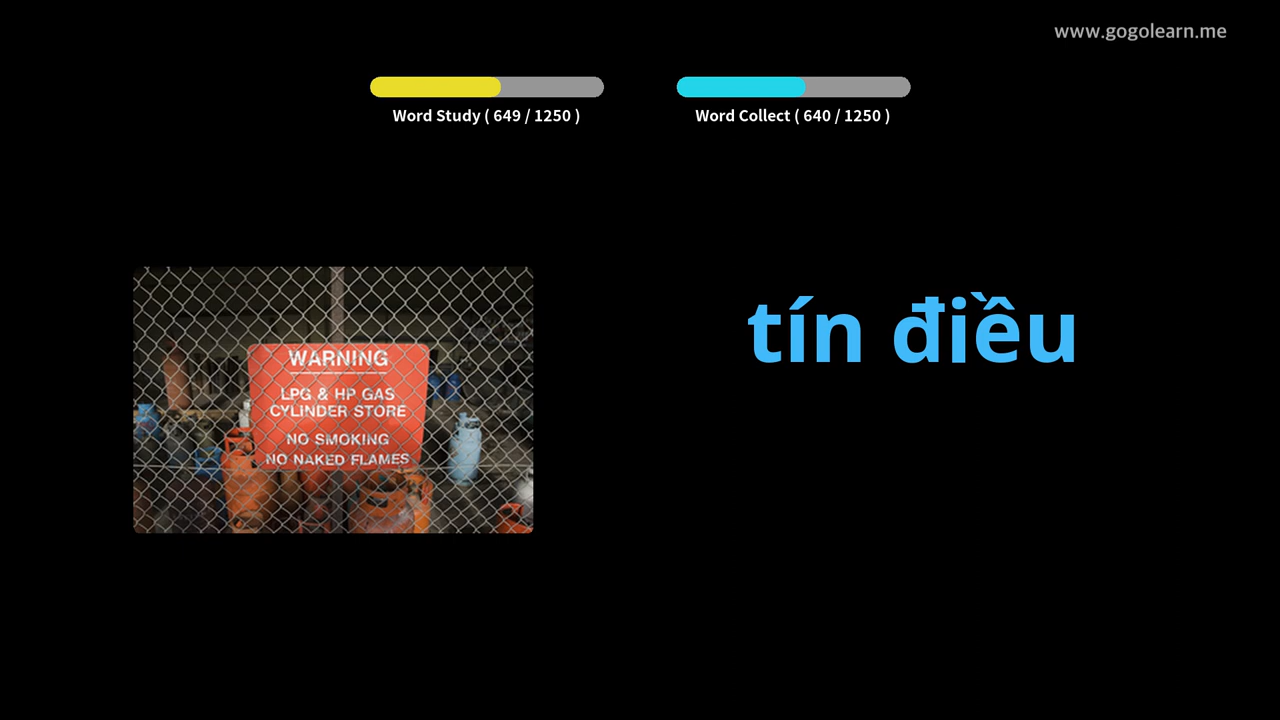 www.gogolearn.me
Word Study ( 649 / 1250 )
Word Collect ( 640 / 1250 )
WARNING
LPG & HP GAS
CYLINDER STORE
NO SMOKING
NO NAKED FLAMES
tín điều